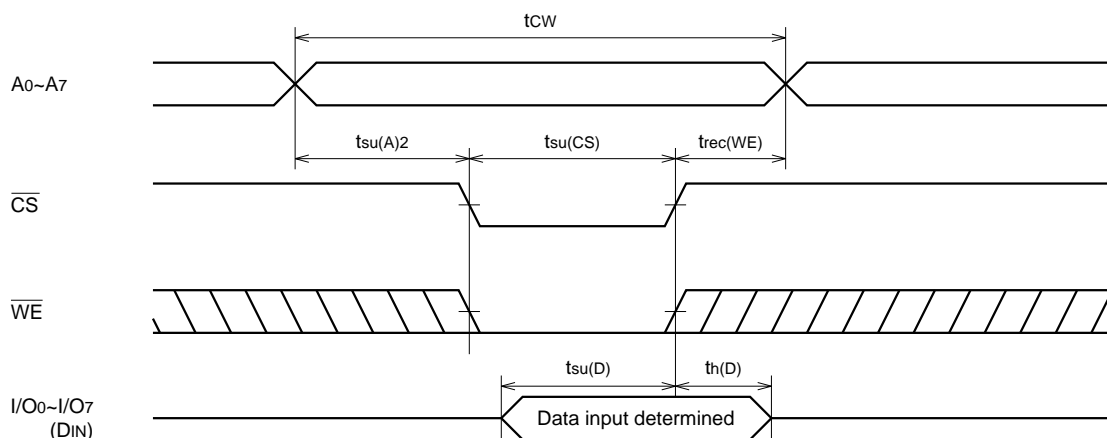 tCW
A0~A7
tsu(A)2 tsu(CS) trec(WE)
CS
WE
tsu(D) th(D)
I/O0~I/O7
(DIN)
Data input determined